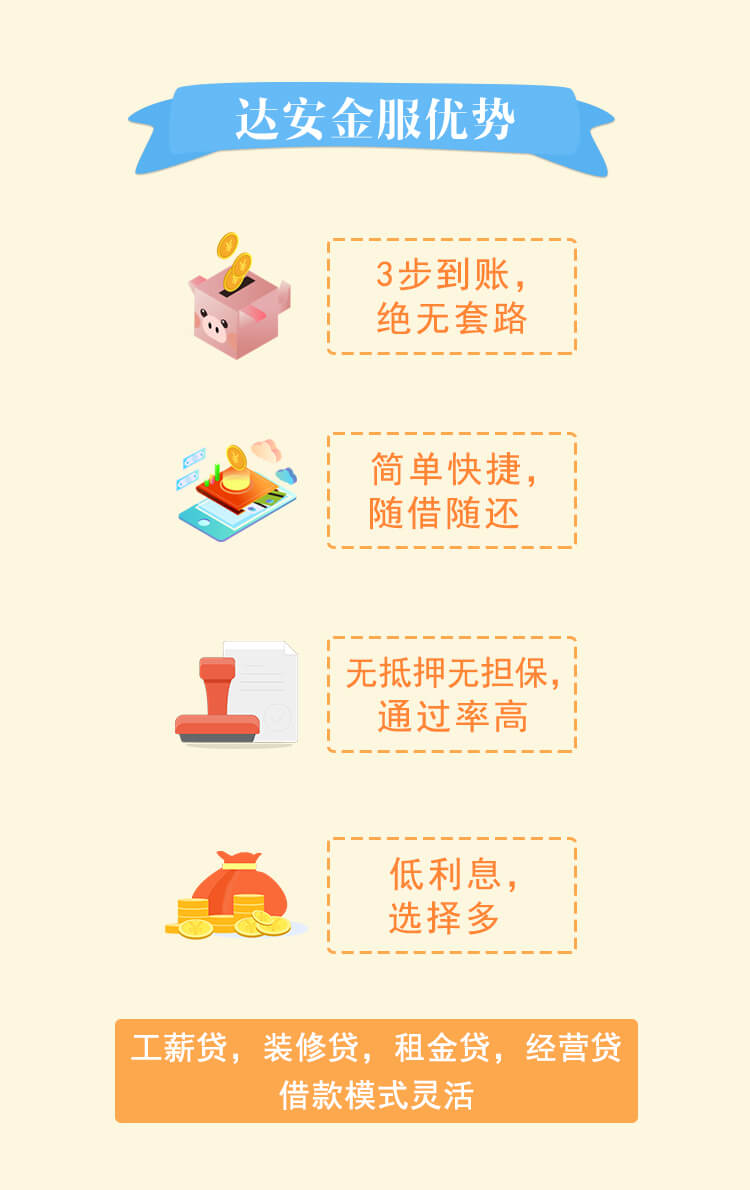 达安金服优势
3步到账，
绝无套路
简单快捷，
随借随还
无抵押无担保，
通过率高
低利息，
选择多
工薪贷，装修贷，租金贷，经营贷
借款模式灵活